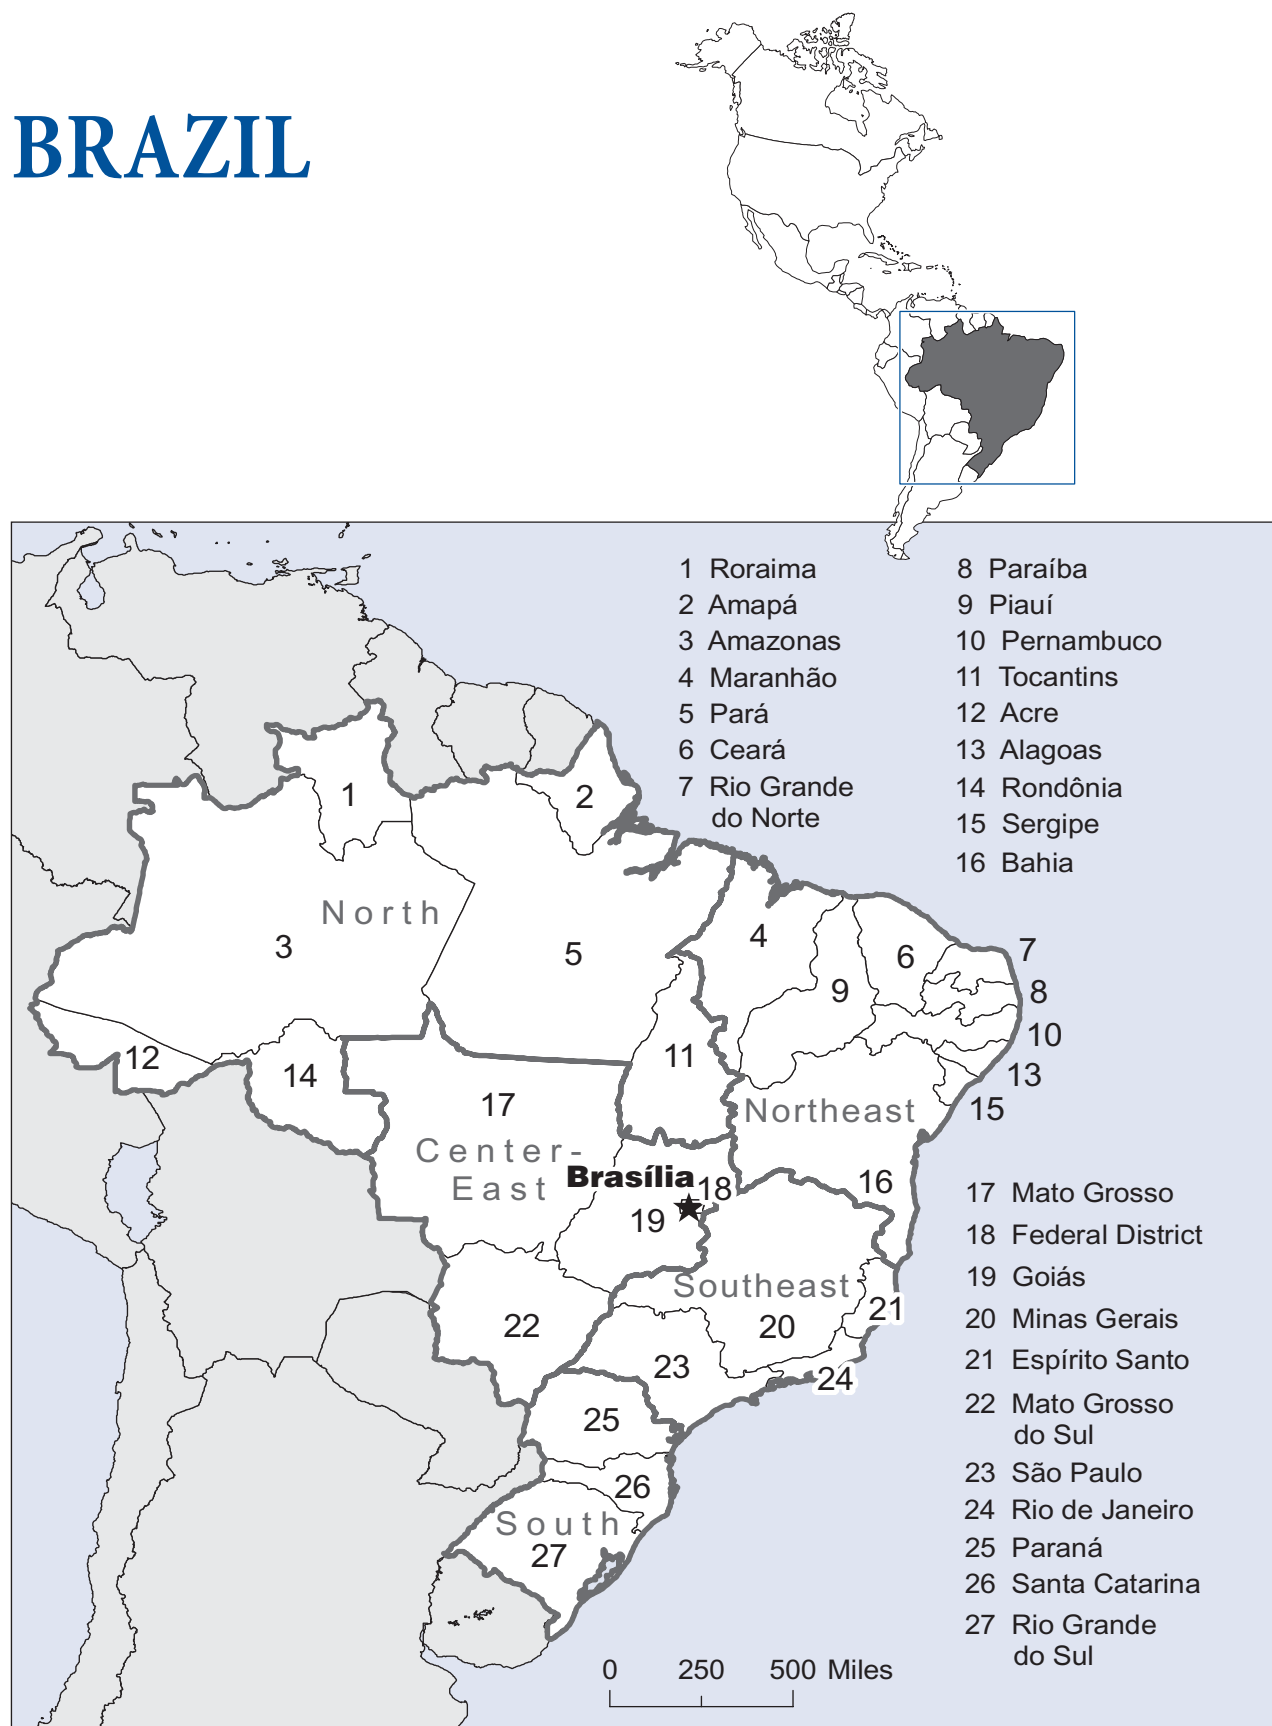 BRAZIL
1 Roraima
2 Amapá
3 Amazonas
4 Maranhão
5 Pará
6 Ceará
7 Rio Grande
do Norte
8 Paraíba
9 Piauí
10 Pernambuco
11 Tocantins
12 Acre
13 Alagoas
14 Rondônia
15 Sergipe
16 Bahia
1
2
North
3
5
4
9
6
7
8
10
13
15
12
14
11
17
Northeast
Center-
East
Brasília
18
16
19
Southeast
21
22
20
23
24
25
26
South
27
17 Mato Grosso
18 Federal District
19 Goiás
20 Minas Gerais
21 Espírito Santo
22 Mato Grosso
do Sul
23 São Paulo
24 Rio de Janeiro
25 Paraná
26 Santa Catarina
27 Rio Grande
do Sul
0 250 500 Miles